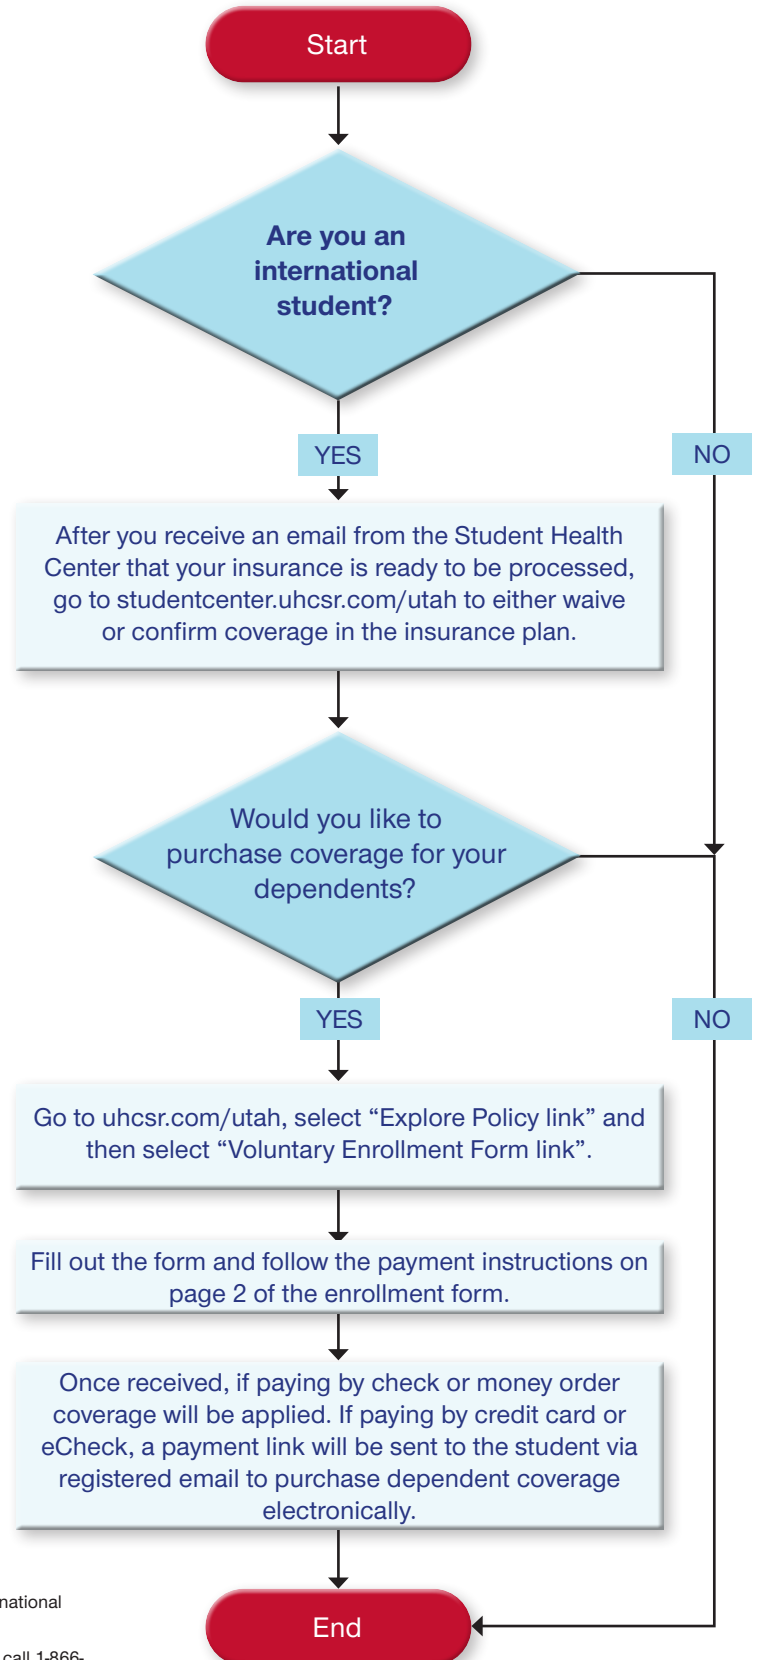 Start
Are you an
international
student?
YES
NO
After you receive an email from the Student Health
Center that your insurance is ready to be processed,
go to studentcenter.uhcsr.com/utah to either waive
or confirm coverage in the insurance plan.
Would you like to
purchase coverage for your
dependents?
YES
NO
Go to uhcsr.com/utah, select “Explore Policy link” and
then select “Voluntary Enrollment Form link”.
Fill out the form and follow the payment instructions on
page 2 of the enrollment form.
Once received, if paying by check or money order
coverage will be applied. If paying by credit card or
eCheck, a payment link will be sent to the student via
registered email to purchase dependent coverage
electronically.
national
End
call 1-866-